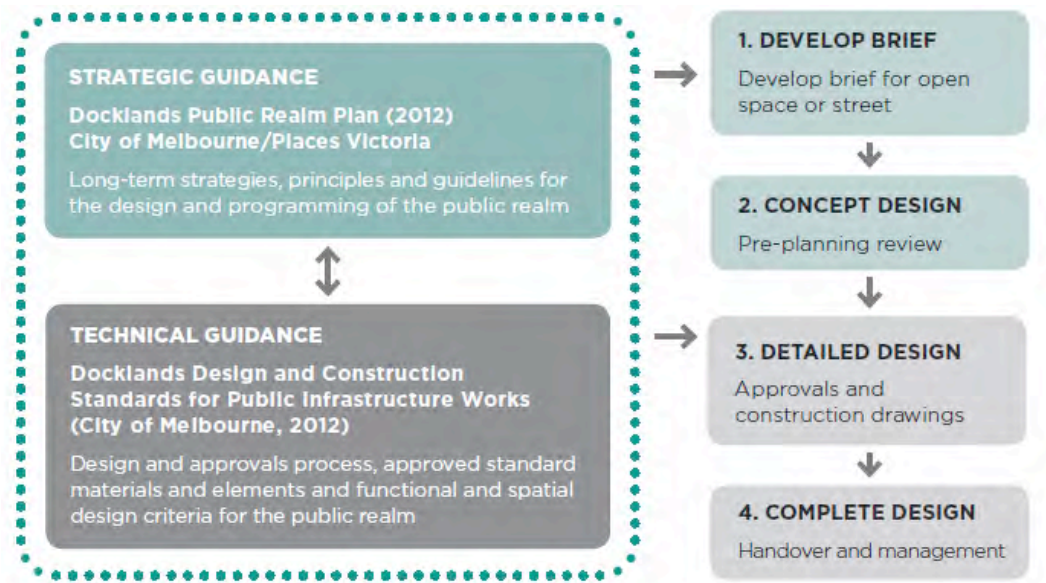 STRATEGIC GUIDANCE
Docklands Public Realm Plan (2012)
City of Melbourne/Places Victoria
Long-term strategies, principles and guidelines for
the design and programming of the public realm
TECHNICAL GUIDANCE
Docklands Design and Construction
Standards for Public Infrastructure Works
(City of Melbourne, 2012)
Design and approvals process, approved standard
materials and elements and functional and spatial
design criteria for the public realm
1. DEVELOP BRIEF
Develop brief for open
space or street
2. CONCEPT DESIGN
Pre-planning review
3. DETAILED DESIGN
Approvals and
construction drawings
4. COMPLETE DESIGN
Handover and management